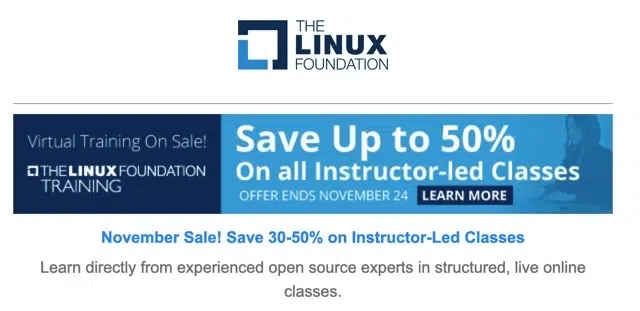 THE
LINUX
FOUNDATION
Virtual Training On Sale!
THE LINUX FOUNDATION
TRAINING
Save Up to 50%
On all Instructor-led Classes
OFFER ENDS NOVEMBER 24 LEARN MORE
November Sale! Save 30-50% on Instructor-Led Classes
Learn directly from experienced open source experts in structured, live online
classes.